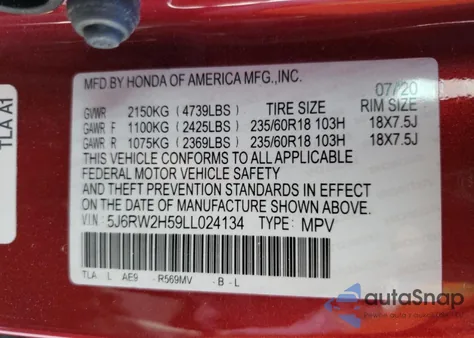 TLA A1
MFD BY HONDA OF AMERICA MFG.,INC. 07/20
GVWR 2150KG (4739LBS) TIRE SIZE RIM SIZE
GAWR F 1100KG (2425LBS) 235/60R18 103H 18X7.5J
GAWR R 1075KG (2369LBS) 235/60R18 103H 18X7.5J
THIS VEHICLE CONFORMS TO ALL APPLICABLE
FEDERAL MOTOR VEHICLE SAFETY
AND THEFT PREVENTION STANDARDS IN EFFECT
ON THE DATE OF MANUFACTURE SHOWN ABOVE.
VIN: 5J6RW2H59LL024134 TYPE: MPV
TLA L AE9 - R569MV - B - L
autoSnap